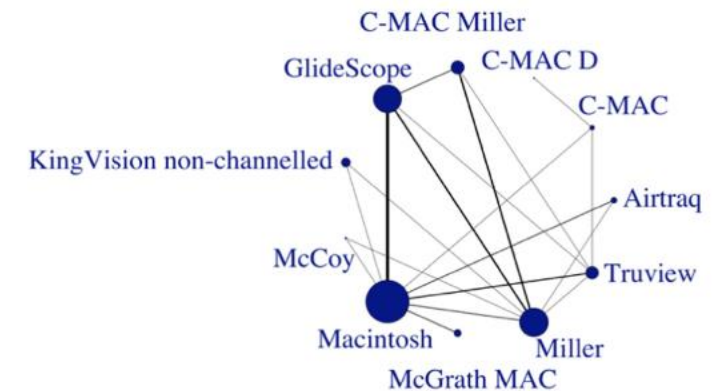 C-MAC Miller
GlideScope
C-MAC D
C-MAC
KingVision non-channelled
Airtraq
McCoy
Truview
Macintosh
Miller
McGrath MAC